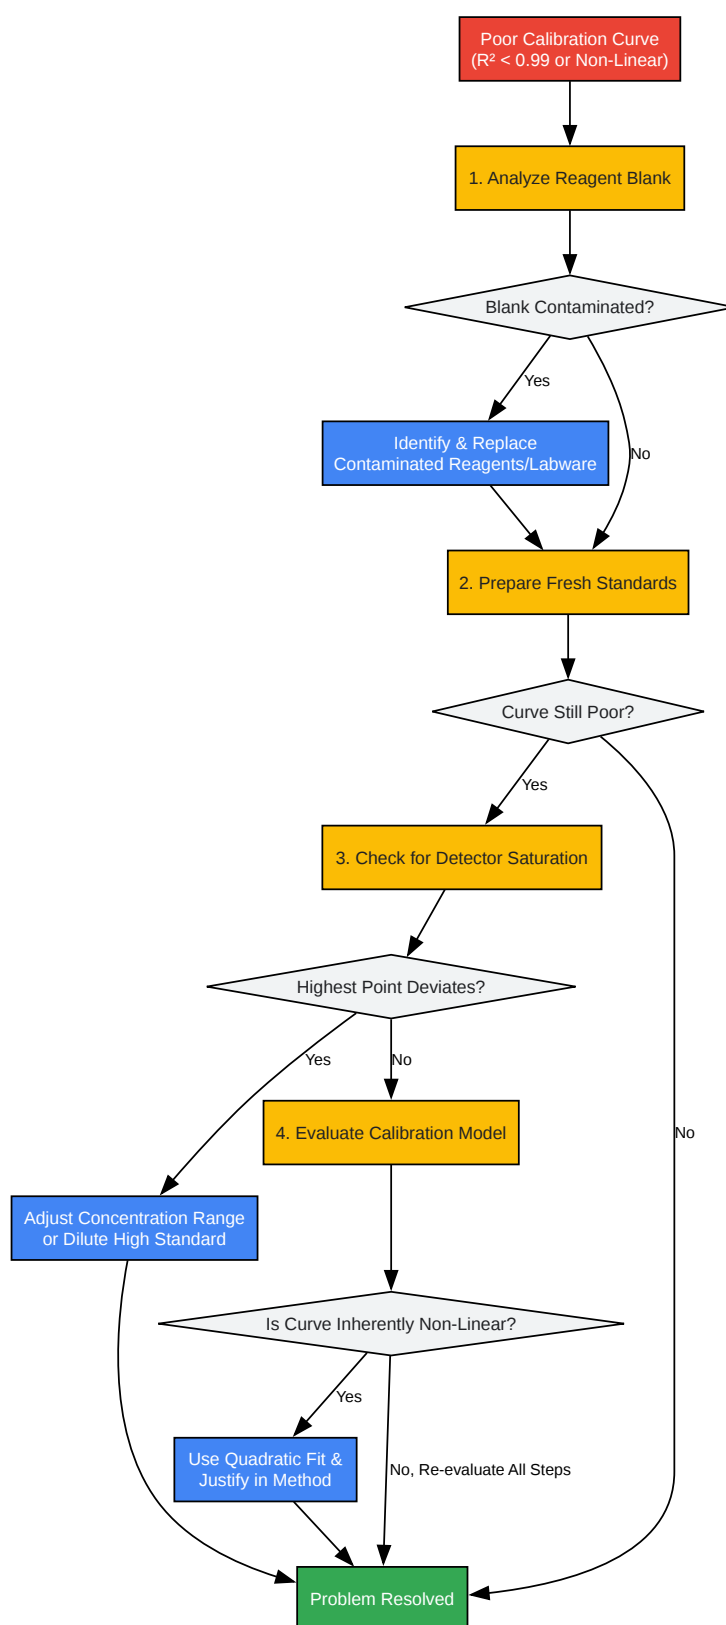 Poor Calibration Curve
(R² < 0.99 or Non-Linear)
1. Analyze Reagent Blank
Blank Contaminated?
Yes
Identify & Replace
Contaminated Reagents/Labware
No
2. Prepare Fresh Standards
Curve Still Poor?
Yes
3. Check for Detector Saturation
Highest Point Deviates?
Yes
No
4. Evaluate Calibration Model
No
Adjust Concentration Range
or Dilute High Standard
Is Curve Inherently Non-Linear?
Yes
Use Quadratic Fit &
Justify in Method
No, Re-evaluate All Steps
Problem Resolved